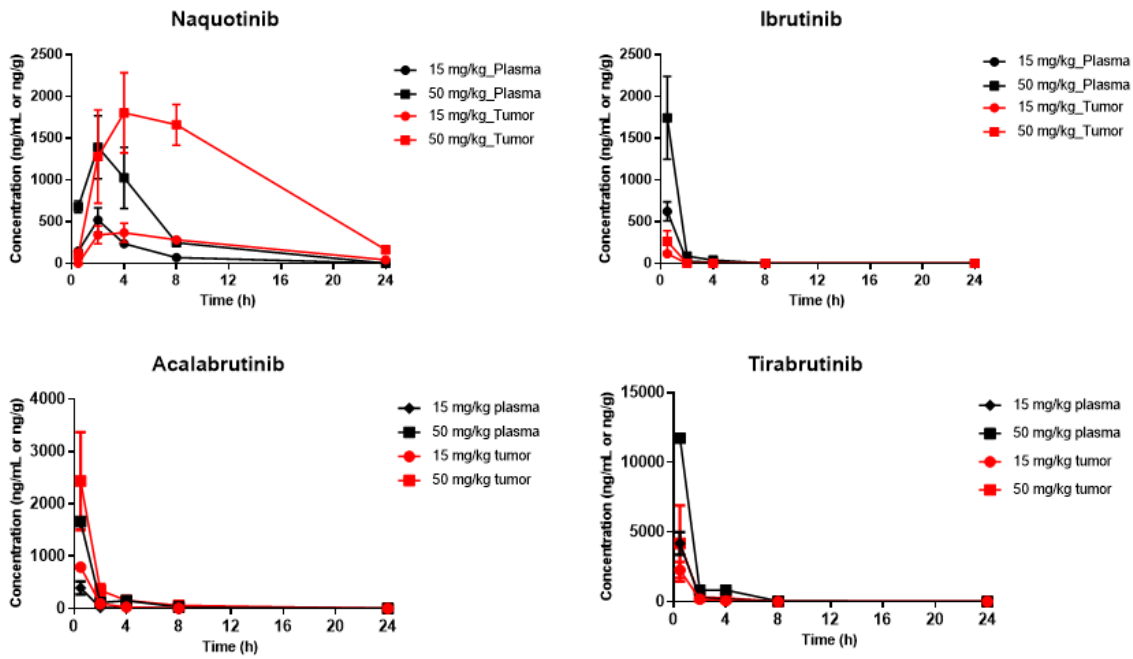 Naquotinib
Concentration (ng/mL or ng/g)
2500
2000
1500
1000
500
0
0 4 8 12 16 20 24
Time (h)
15 mg/kg_Plasma
50 mg/kg_Plasma
15 mg/kg_Tumor
50 mg/kg_Tumor
Ibrutinib
Concentration (ng/mL or ng/g)
2500
2000
1500
1000
500
0
0 4 8 12 16 20 24
Time (h)
15 mg/kg_Plasma
50 mg/kg_Plasma
15 mg/kg_Tumor
50 mg/kg_Tumor
Acalabrutinib
Concentration (ng/mL or ng/g)
4000
3000
2000
1000
0
0 4 8 12 16 20 24
Time (h)
15 mg/kg plasma
50 mg/kg plasma
15 mg/kg tumor
50 mg/kg tumor
Tirabrutinib
Concentration (ng/mL or ng/g)
15000
10000
5000
0
0 4 8 12 16 20 24
Time (h)
15 mg/kg plasma
50 mg/kg plasma
15 mg/kg tumor
50 mg/kg tumor